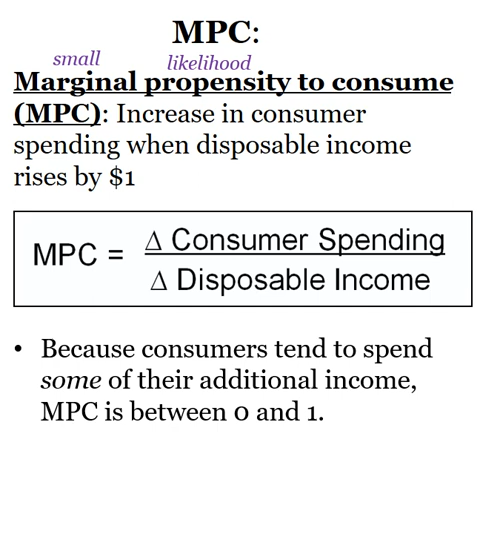 MPC:
small likelihood
Marginal propensity to consume
(MPC): Increase in consumer
spending when disposable income
rises by $1
MPC = Δ Consumer Spending
Δ Disposable Income
• Because consumers tend to spend
some of their additional income,
MPC is between 0 and 1.